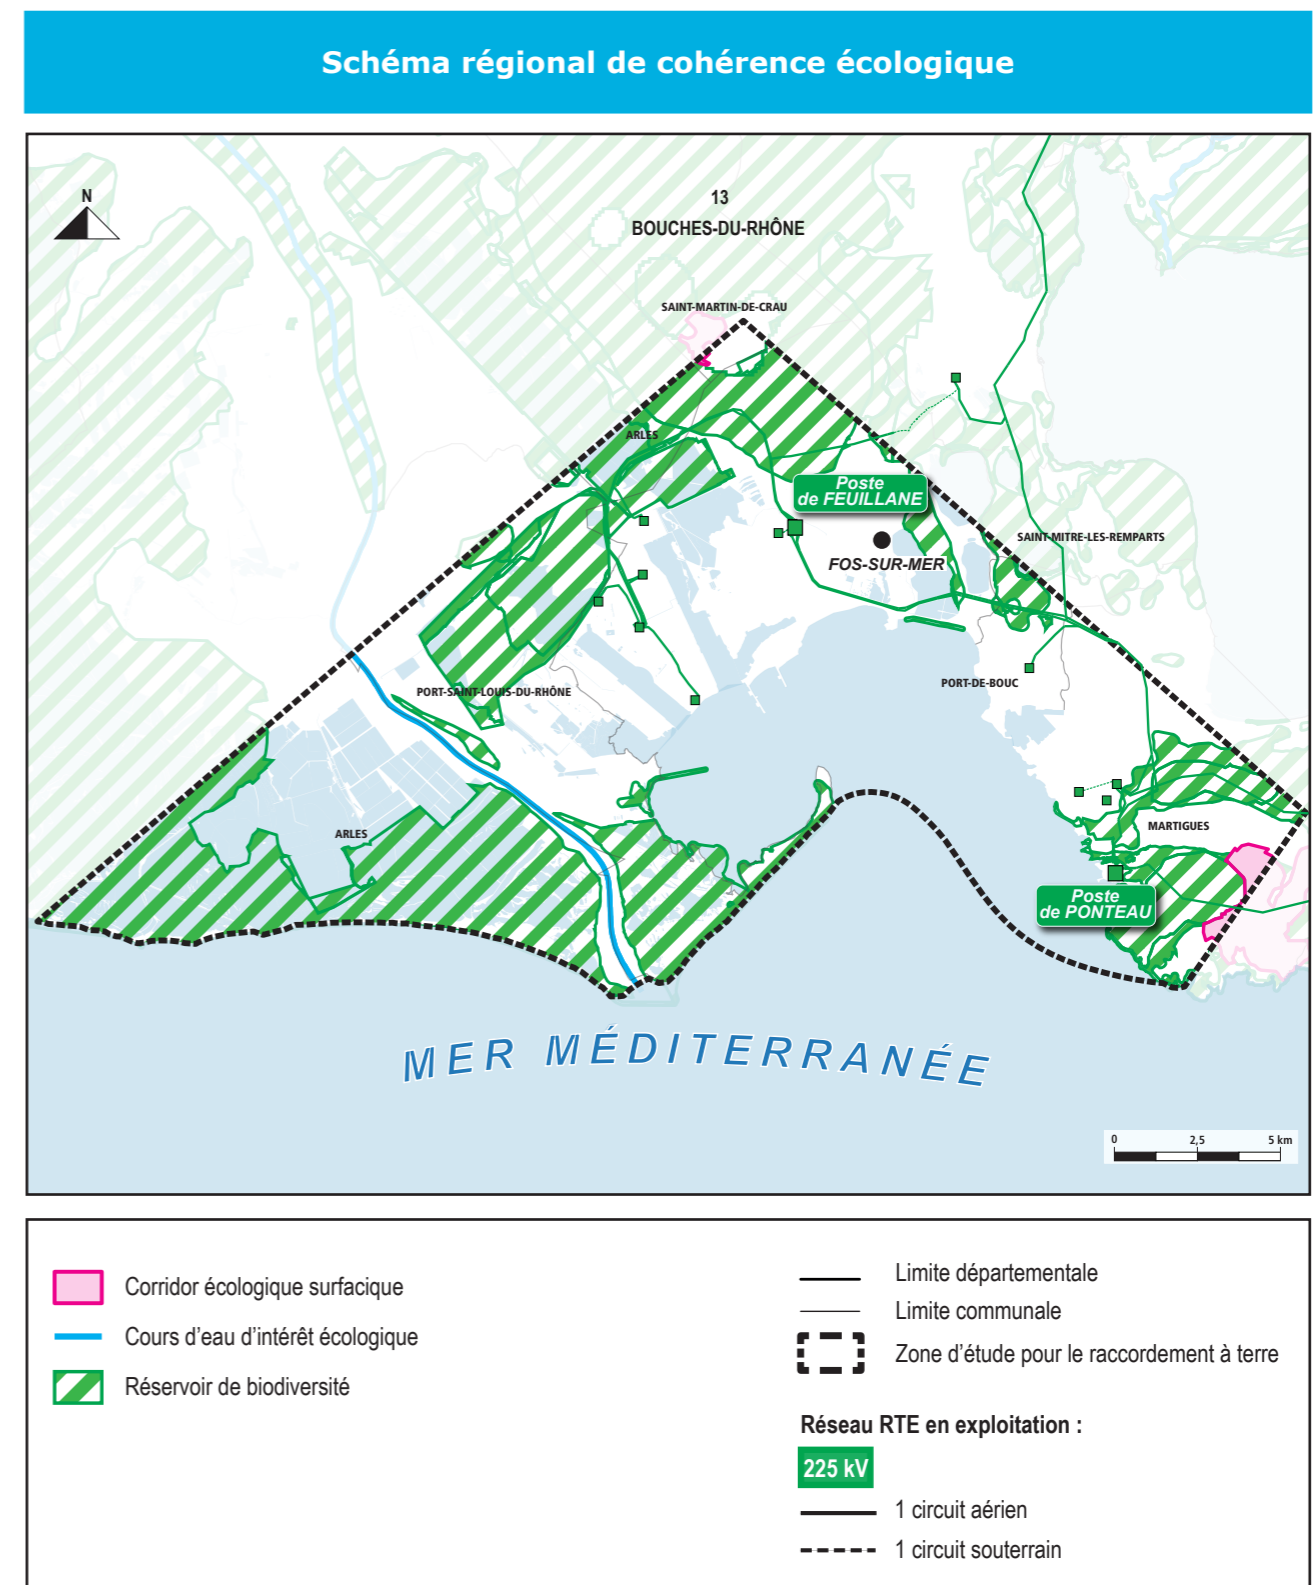 Schéma régional de cohérence écologique
N
13
BOUCHES-DU-RHÔNE
SAINT-MARTIN-DE-CRAU
ARLES
Poste
de FEUILLANE
FOS-SUR-MER
SAINT-MITRE-LES-REMPARTS
PORT-SAINT-LOUIS-DU-RHÔNE
PORT-DE-BOUC
ARLES
MARTIGUES
Poste
de PONTEAU
MER MÉDITERRANÉE
0 2,5 5 km
Corridor écologique surfacique
Cours d'eau d'intérêt écologique
Réservoir de biodiversité
Limite départementale
Limite communale
Zone d'étude pour le raccordement à terre
Réseau RTE en exploitation :
225 kV
1 circuit aérien
1 circuit souterrain